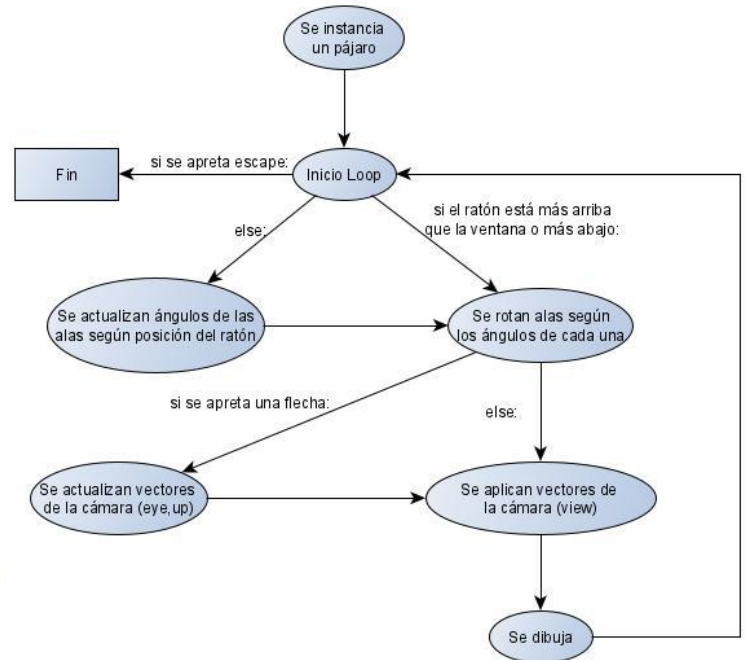 Se instancia
un pájaro
si se apreta escape:
Fin
Inicio Loop
si el ratón está más arriba
que la ventana o más abajo:
else:
Se actualizan ángulos de las
alas según posición del ratón
Se rotan alas según
los ángulos de cada una
si se apreta una flecha:
else:
Se actualizan vectores
de la cámara (eye,up)
Se aplican vectores de
la cámara (view)
Se dibuja